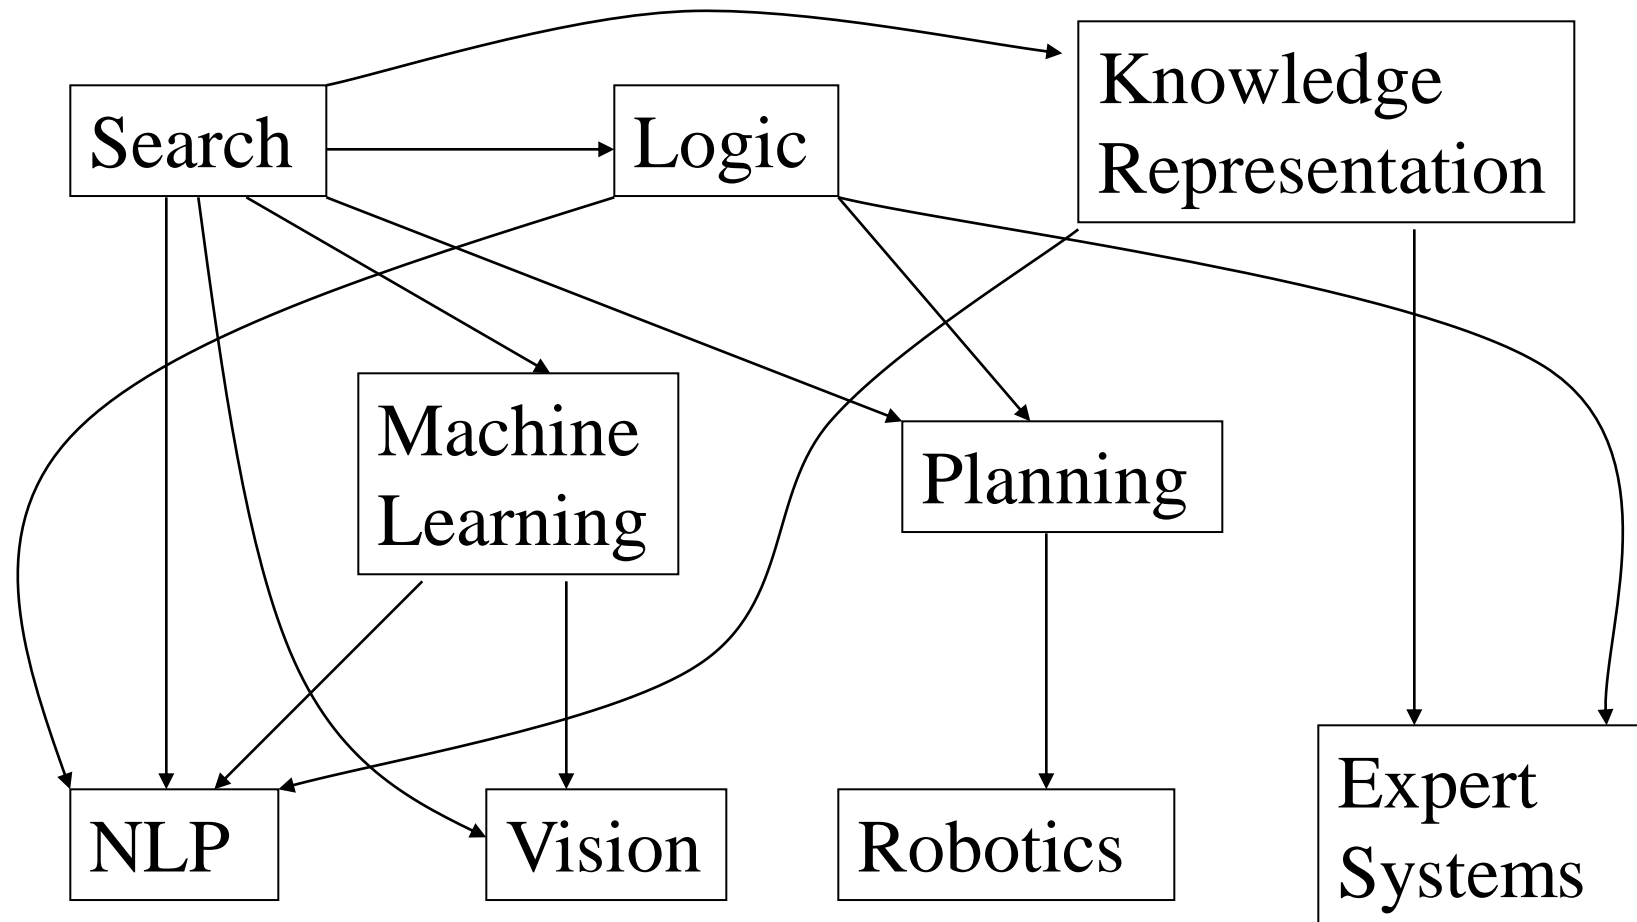 Search
Logic
Knowledge
Representation
Machine
Learning
Planning
NLP
Vision
Robotics
Expert
Systems